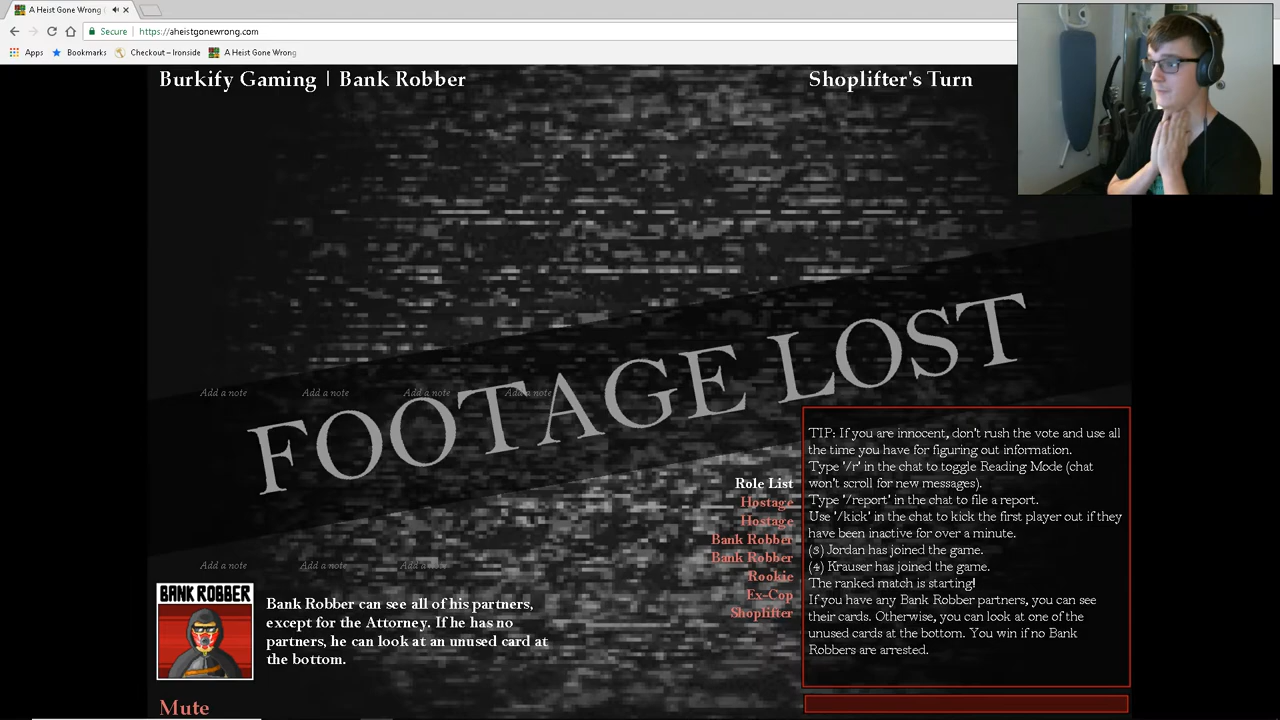 A Heist Gone Wrong
Secure
https://aheistgonewrong.com
Apps
Bookmarks
Checkout – Ironside
A Heist Gone Wrong
Burkify Gaming | Bank Robber
Shoplifter's Turn
FOOTAGE LOST
Add a note
Add a note
Add a note
Add a note
Role List
Hostage
Hostage
Bank Robber
Bank Robber
Rookie
Ex-Cop
Shoplifter
TIP: If you are innocent, don't rush the vote and use all
the time you have for figuring out information.
Type '/r' in the chat to toggle Reading Mode (chat
won't scroll for new messages).
Type '/report' in the chat to file a report.
Use '/kick' in the chat to kick the first player out if they
have been inactive for over a minute.
(3) Jordan has joined the game.
(4) Krauser has joined the game.
The ranked match is starting!
If you have any Bank Robber partners, you can see
their cards. Otherwise, you can look at one of the
unused cards at the bottom. You win if no Bank
Robbers are arrested.
Add a note
Add a note
Add a note
BANK ROBBER
Bank Robber can see all of his partners,
except for the Attorney. If he has no
partners, he can look at an unused card at
the bottom.
Mute